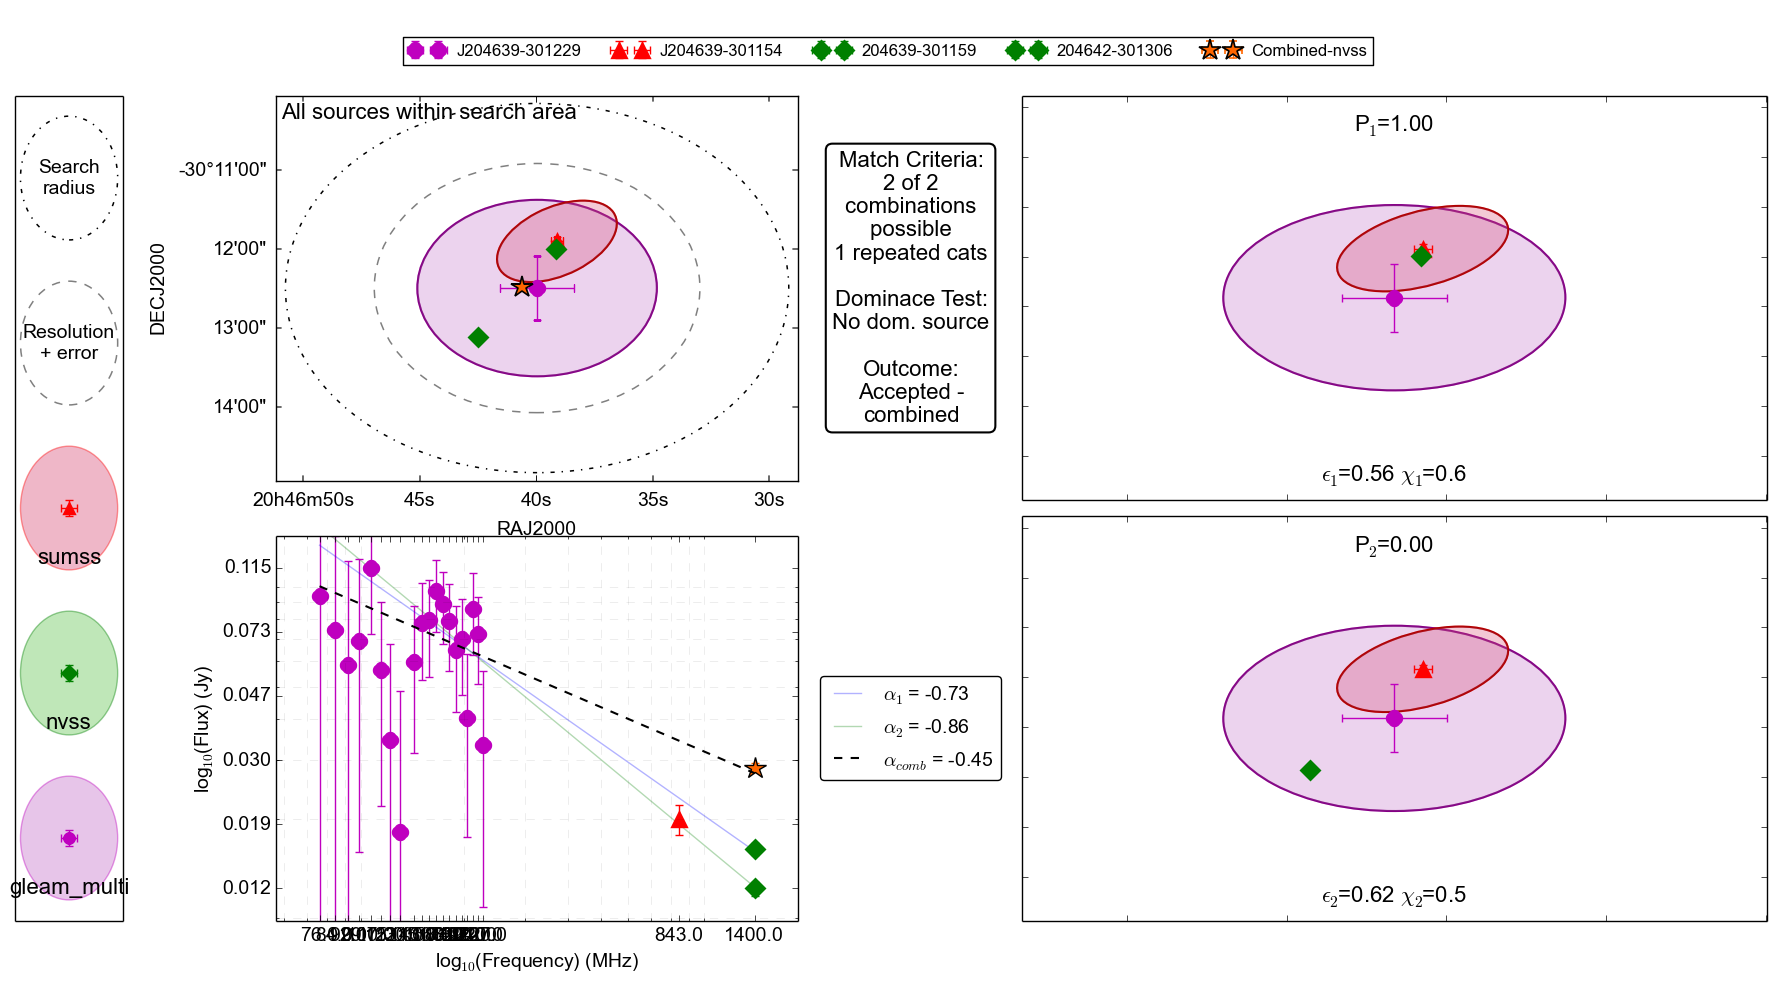 J204639-301229
J204639-301154
204639-301159
204642-301306
Combined-nvss
Search
radius
Resolution
+ error
sumss
nvss
gleam_multi
All sources within search area
DECJ2000
-30°11'00"
12'00"
13'00"
14'00"
20h46m50s
45s
40s
35s
30s
RAJ2000
Match Criteria:
2 of 2
combinations
possible
1 repeated cats
Dominace Test:
No dom. source
Outcome:
Accepted -
combined
P1=1.00
ϵ1=0.56 χ1=0.6
P2=0.00
ϵ2=0.62 χ2=0.5
log10(Flux) (Jy)
0.115
0.073
0.047
0.030
0.019
0.012
843.0
1400.0
log10(Frequency) (MHz)
α1 = -0.73
α2 = -0.86
αcomb = -0.45